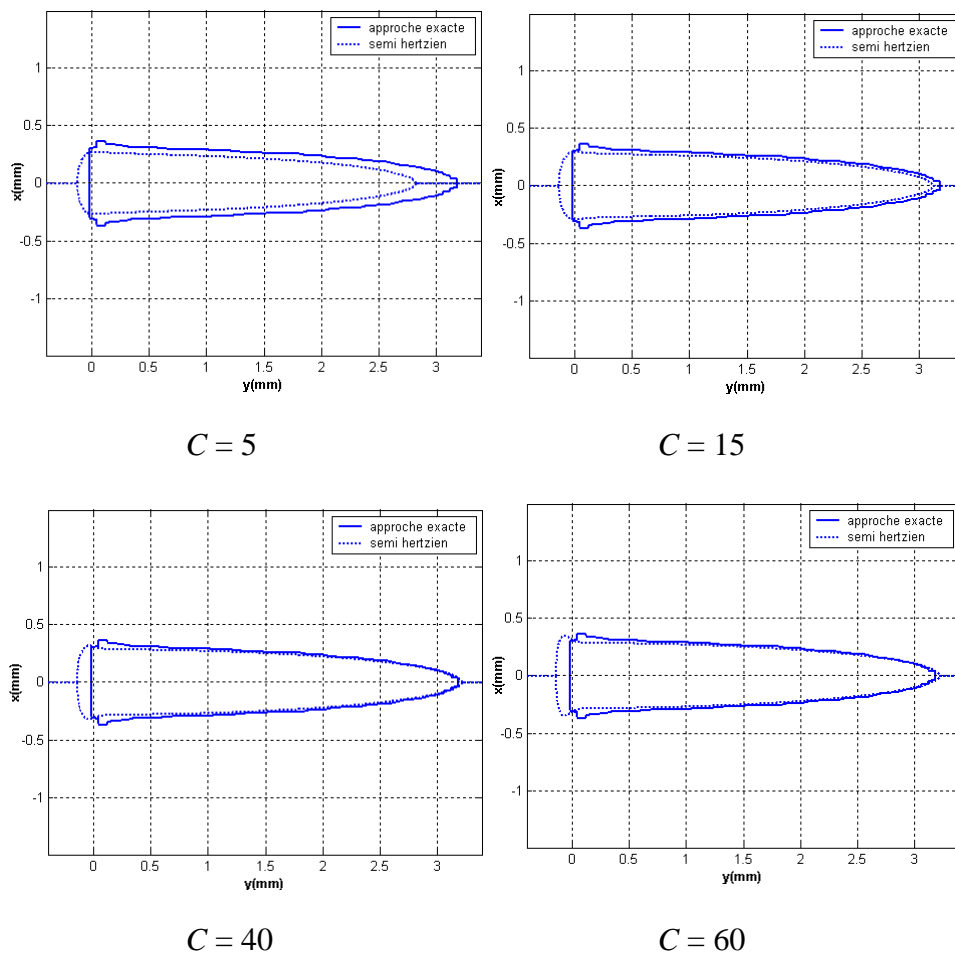 approche exacte
semi hertzien
1
0.5
0
-0.5
-1
x(mm)
0 0.5 1 1.5 2 2.5 3
y(mm)
C = 5
approche exacte
semi hertzien
1
0.5
0
-0.5
-1
x(mm)
0 0.5 1 1.5 2 2.5 3
y(mm)
C = 15
approche exacte
semi hertzien
1
0.5
0
-0.5
-1
x(mm)
0 0.5 1 1.5 2 2.5 3
y(mm)
C = 40
approche exacte
semi hertzien
1
0.5
0
-0.5
-1
x(mm)
0 0.5 1 1.5 2 2.5 3
y(mm)
C = 60